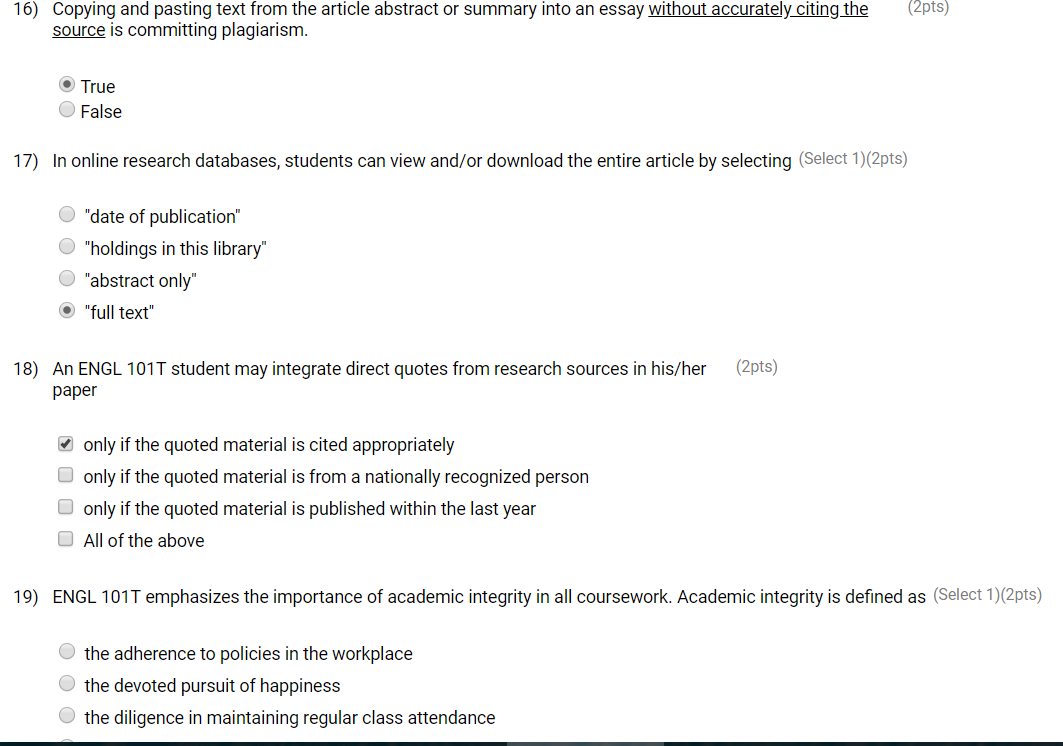 16) Copying and pasting text from the article abstract or summary into an essay without accurately citing the (2pts)
source is committing plagiarism.
True
False
17) In online research databases, students can view and/or download the entire article by selecting (Select 1)(2pts)
"date of publication"
"holdings in this library"
"abstract only"
"full text"
18) An ENGL 101T student may integrate direct quotes from research sources in his/her (2pts)
paper
only if the quoted material is cited appropriately
only if the quoted material is from a nationally recognized person
only if the quoted material is published within the last year
All of the above
19) ENGL 101T emphasizes the importance of academic integrity in all coursework. Academic integrity is defined as (Select 1)(2pts)
the adherence to policies in the workplace
the devoted pursuit of happiness
the diligence in maintaining regular class attendance